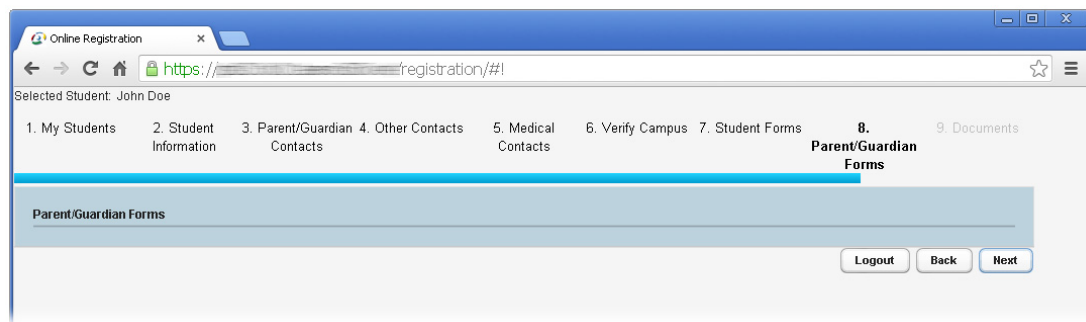 Online Registration
https:// /registration/#!
Selected Student: John Doe
1. My Students
2. Student
Information
3. Parent/Guardian
Contacts
4. Other Contacts
5. Medical
Contacts
6. Verify Campus
7. Student Forms
8.
Parent/Guardian
Forms
9. Documents
Parent/Guardian Forms
Logout
Back
Next